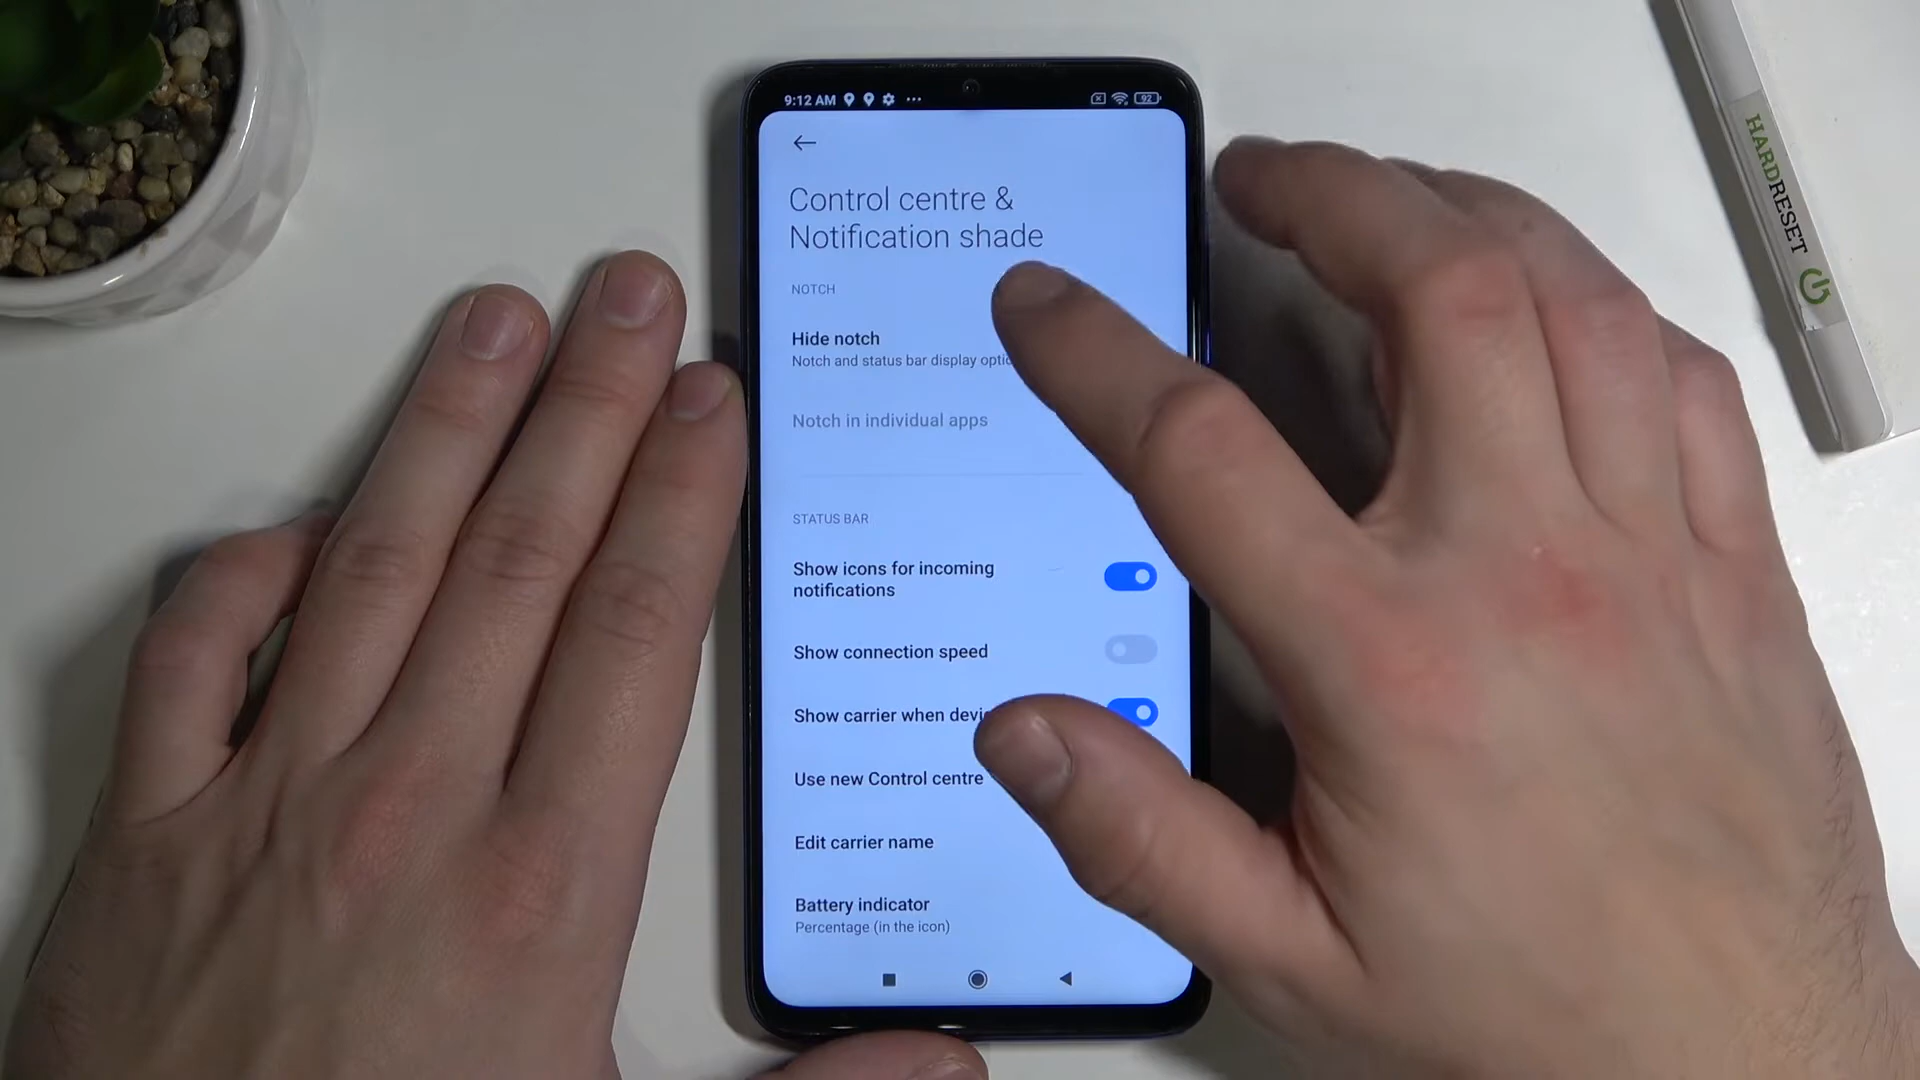 9:12 AM
92
Control centre &
Notification shade
NOTCH
Hide notch
Notch and status bar display
Notch in individual apps
STATUS BAR
Show icons for incoming
notifications
Show connection speed
Show carrier when
Use new Control centre
Edit carrier name
Battery indicator
Percentage (in the icon)
HARDRESET